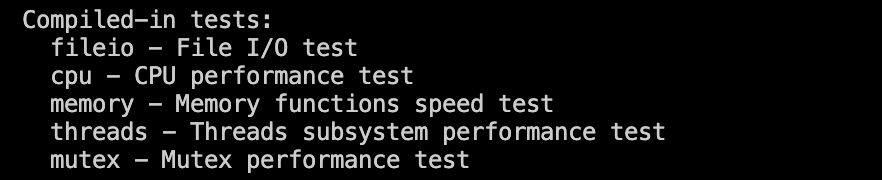 Compiled-in tests:
fileio – File I/O test
cpu – CPU performance test
memory – Memory functions speed test
threads – Threads subsystem performance test
mutex – Mutex performance test